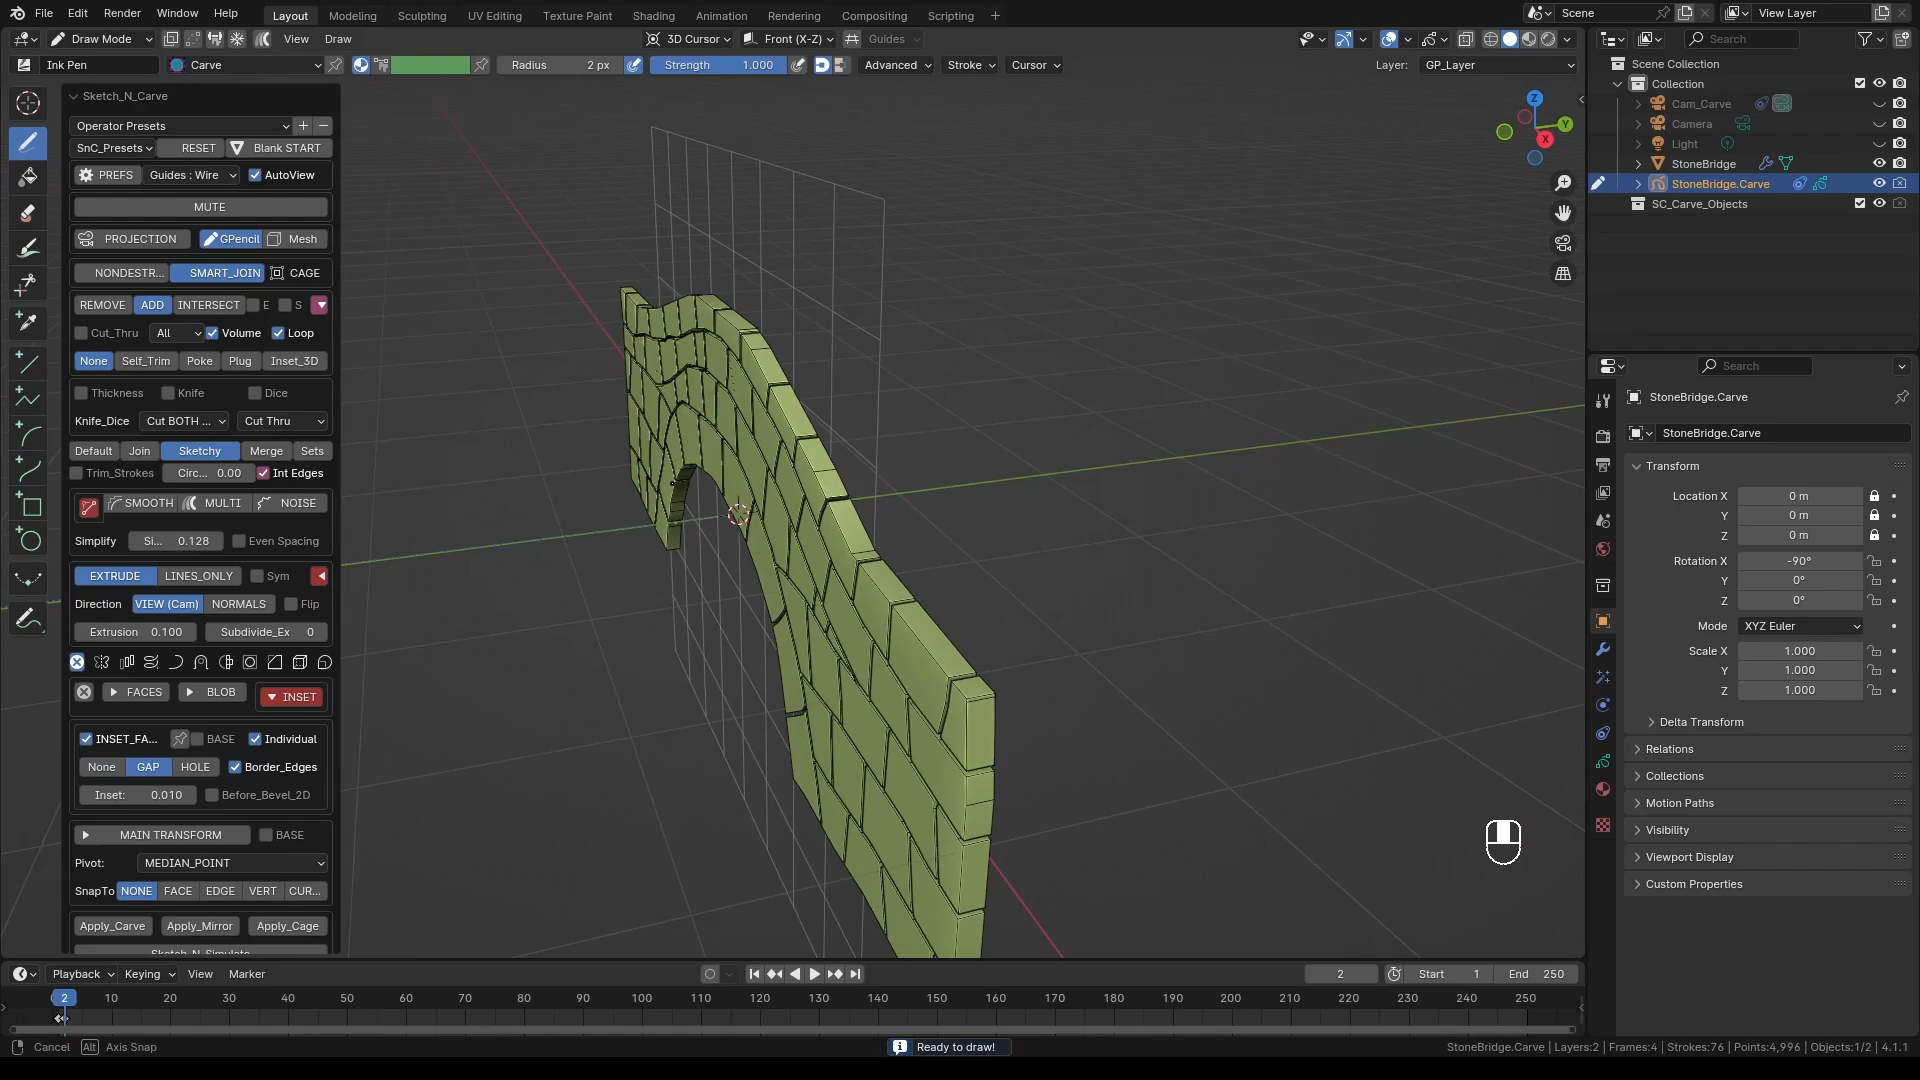 File Edit Render Window Help Layout Modeling Sculpting UV Editing Texture Paint Shading Animation Rendering Compositing Scripting + Scene View Layer
Draw Mode View Draw 3D Cursor Front (X-Z) Guides Search
Ink Pen Carve Radius 2 px Strength 1.000 Advanced Stroke Cursor Layer: GP_Layer
Scene Collection
Collection
Cam_Carve
Camera
Light
StoneBridge
StoneBridge.Carve
SC_Carve_Objects
Sketch_N_Carve
Operator Presets + −
SnC_Presets RESET Blank START
PREFS Guides : Wire AutoView
MUTE
PROJECTION GPencil Mesh
NONDESTR... SMART_JOIN CAGE
REMOVE ADD INTERSECT E S
Cut_Thru All Volume Loop
None Self_Trim Poke Plug Inset_3D
Thickness Knife Dice
Knife_Dice Cut BOTH ... Cut Thru
Default Join Sketchy Merge Sets
Trim_Strokes Circ... 0.00 Int Edges
SMOOTH MULTI NOISE
Simplify Si... 0.128 Even Spacing
EXTRUDE LINES_ONLY Sym
Direction VIEW (Cam) NORMALS Flip
Extrusion 0.100 Subdivide_Ex 0
FACES BLOB INSET
INSET_FA... BASE Individual
None GAP HOLE Border_Edges
Inset: 0.010 Before_Bevel_2D
MAIN TRANSFORM BASE
Pivot: MEDIAN_POINT
SnapTo NONE FACE EDGE VERT CUR...
Apply_Carve Apply_Mirror Apply_Cage
Sketch_N_Simulate
Z
Y
X
Search
StoneBridge.Carve
StoneBridge.Carve
Transform
Location X 0 m
Y 0 m
Z 0 m
Rotation X -90°
Y 0°
Z 0°
Mode XYZ Euler
Scale X 1.000
Y 1.000
Z 1.000
Delta Transform
Relations
Collections
Motion Paths
Visibility
Viewport Display
Custom Properties
Playback Keying View Marker 2 Start 1 End 250
2 10 20 30 40 50 60 70 80 90 100 110 120 130 140 150 160 170 180 190 200 210 220 230 240 250
Cancel Alt Axis Snap Ready to draw! StoneBridge.Carve | Layers:2 | Frames:4 | Strokes:76 | Points:4,996 | Objects:1/2 | 4.1.1